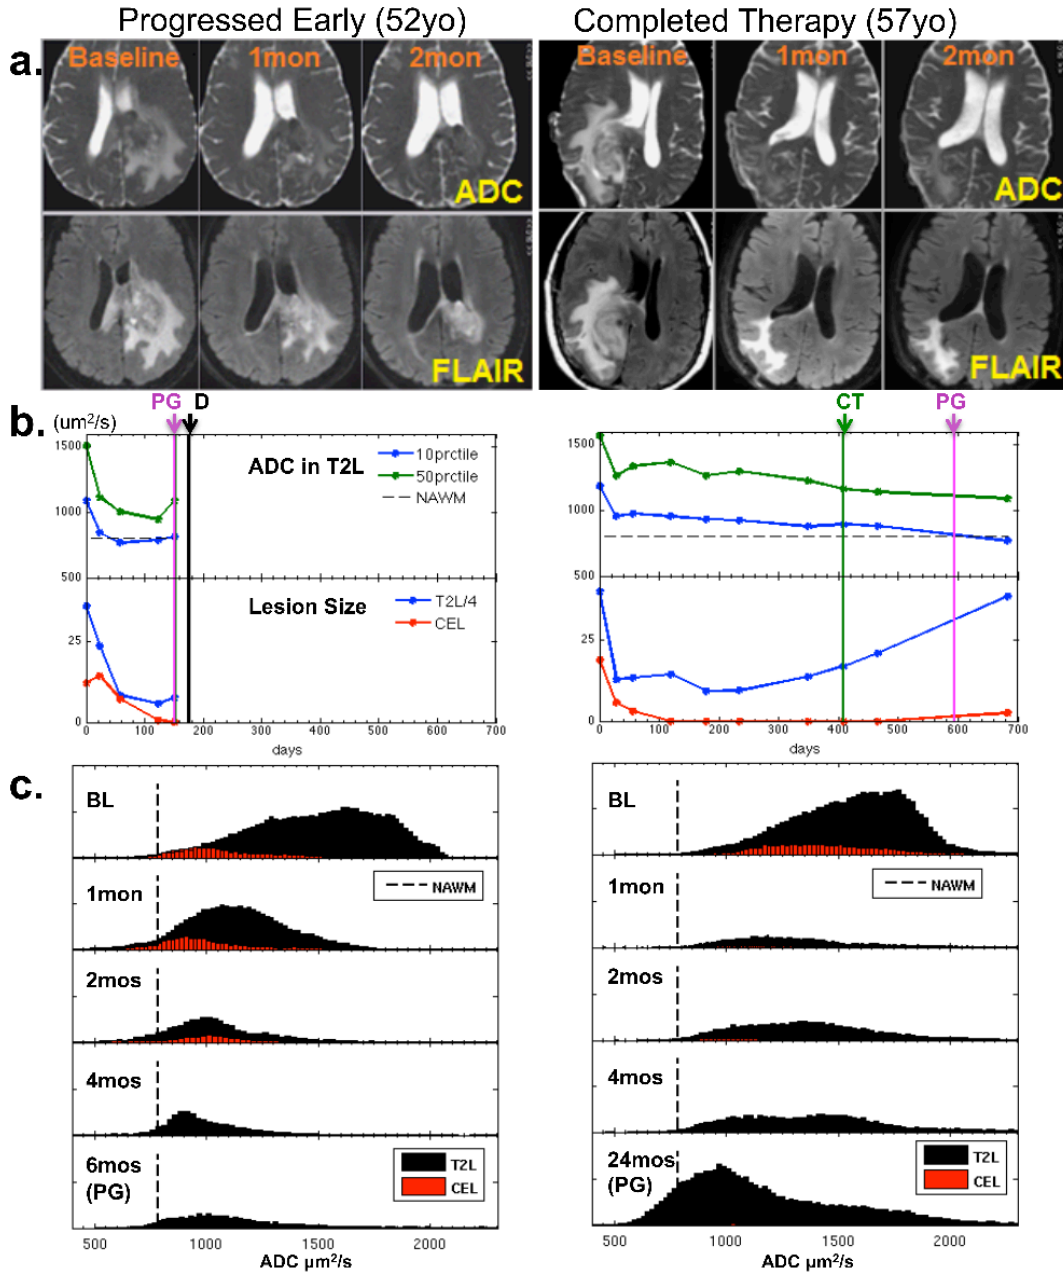 Progressed Early (52yo)
Completed Therapy (57yo)
a.
Baseline 1mon 2mon
ADC
FLAIR
Baseline 1mon 2mon
ADC
FLAIR
b.
(um²/s)
PG D
1500
1000
500
ADC in T2L
10prctile
50prctile
NAWM
25
0
Lesion Size
T2L/4
CEL
0 100 200 300 400 500 600 700
days
CT PG
1500
1000
500
25
0
0 100 200 300 400 500 600 700
days
c.
BL
1mon
NAWM
2mos
4mos
6mos
(PG)
T2L
CEL
500 1000 1500 2000
ADC µm²/s
BL
1mon
NAWM
2mos
4mos
24mos
(PG)
T2L
CEL
500 1000 1500 2000
ADC µm²/s